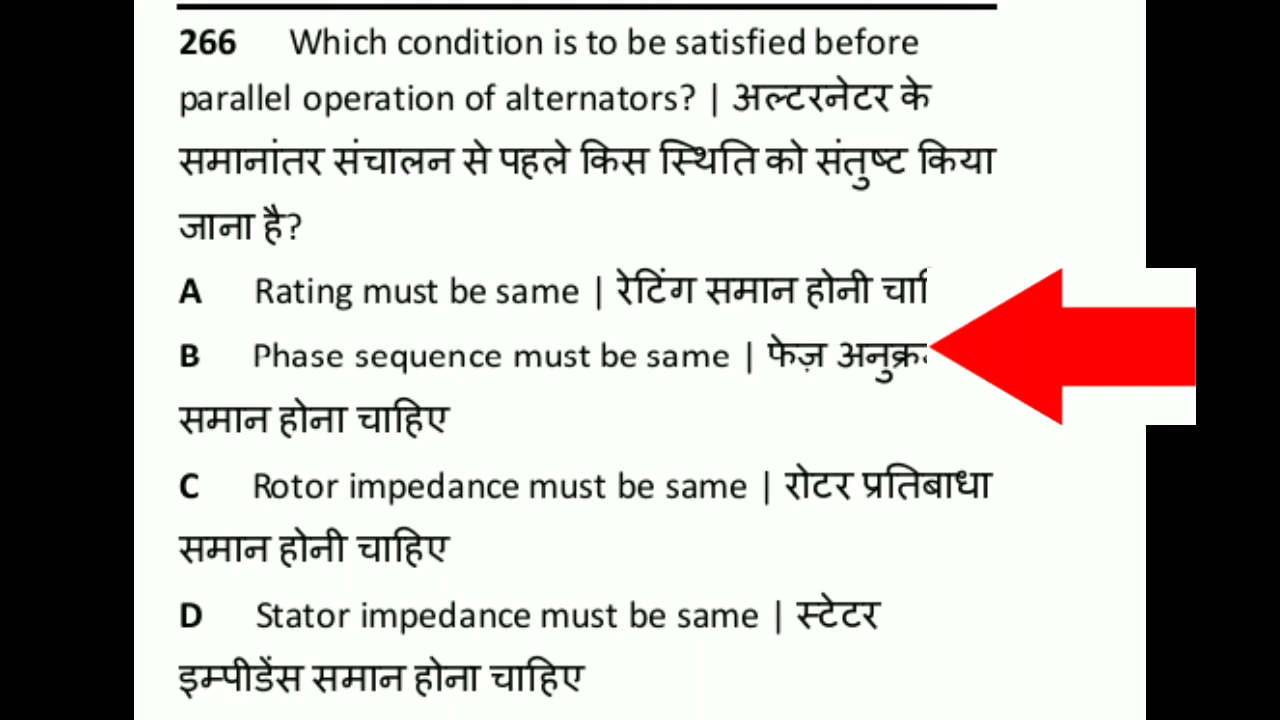 266 Which condition is to be satisfied before
parallel operation of alternators? | अल्टरनेटर के
समानांतर संचालन से पहले किस स्थिति को संतुष्ट किया
जाना है?
A Rating must be same | रेटिंग समान होनी
B Phase sequence must be same | फेज़
समान होना चाहिए
C Rotor impedance must be same | रोटर प्रतिबाधा
समान होनी चाहिए
D Stator impedance must be same | स्टेटर
इम्पीडेंस समान होना चाहिए